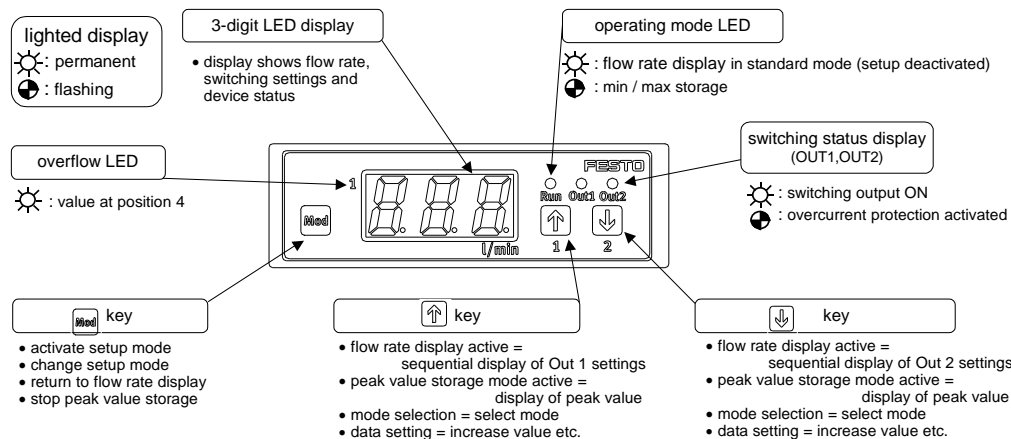 lighted display
: permanent
: flashing
3-digit LED display
• display shows flow rate,
switching settings and
device status
operating mode LED
: flow rate display in standard mode (setup deactivated)
: min / max storage
overflow LED
: value at position 4
switching status display
(OUT1,OUT2)
: switching output ON
: overcurrent protection activated
FESTO
1
8.8.8.
Run Out1 Out2
Mod
l/min
1 2
Mod key
• activate setup mode
• change setup mode
• return to flow rate display
• stop peak value storage
key
• flow rate display active =
sequential display of Out 1 settings
• peak value storage mode active =
display of peak value
• mode selection = select mode
• data setting = increase value etc.
key
• flow rate display active =
sequential display of Out 2 settings
• peak value storage mode active =
display of peak value
• mode selection = select mode
• data setting = increase value etc.